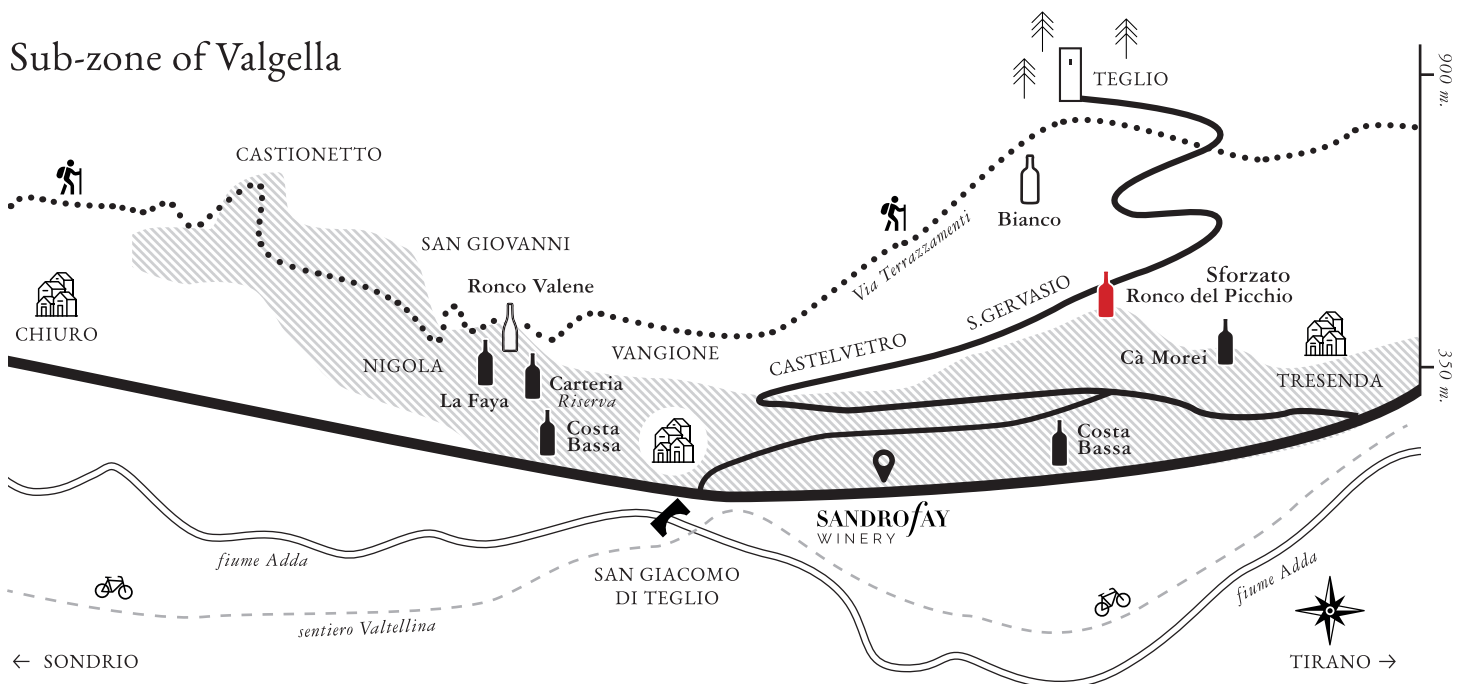 Sub-zone of Valgella
TEGLIO
900 m.
CASTIONETTO
Bianco
Via Terrazzamenti
SAN GIOVANNI
Ronco Valene
S.GERVASIO
Sforzato
Ronco del Picchio
CHIURO
NIGOLA
VANGIONE
CASTELVETRO
Cà Morei
TRESENDA
350 m.
La Faya
Carteria
Riserva
Costa
Bassa
Costa
Bassa
SANDROFAY
WINERY
fiume Adda
SAN GIACOMO
DI TEGLIO
fiume Adda
sentiero Valtellina
← SONDRIO
TIRANO →